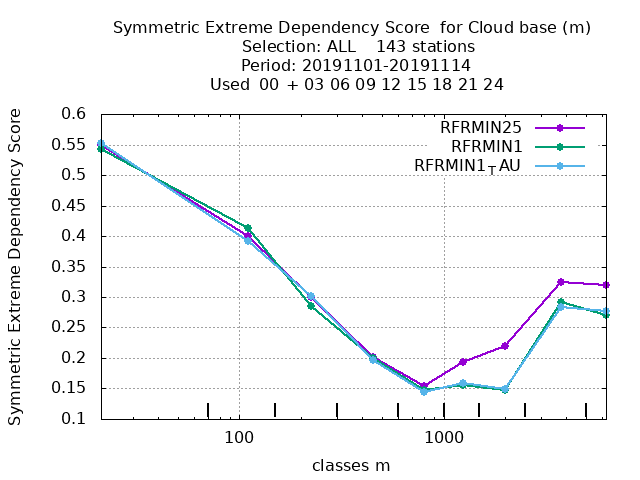 Symmetric Extreme Dependency Score  for Cloud base (m)
Selection: ALL    143 stations
Period: 20191101-20191114
Used  00 + 03 06 09 12 15 18 21 24
Symmetric Extreme Dependency Score
0.6
0.55
0.5
0.45
0.4
0.35
0.3
0.25
0.2
0.15
0.1
RFRMIN25
RFRMIN1
RFRMIN1TAU
100
1000
classes m